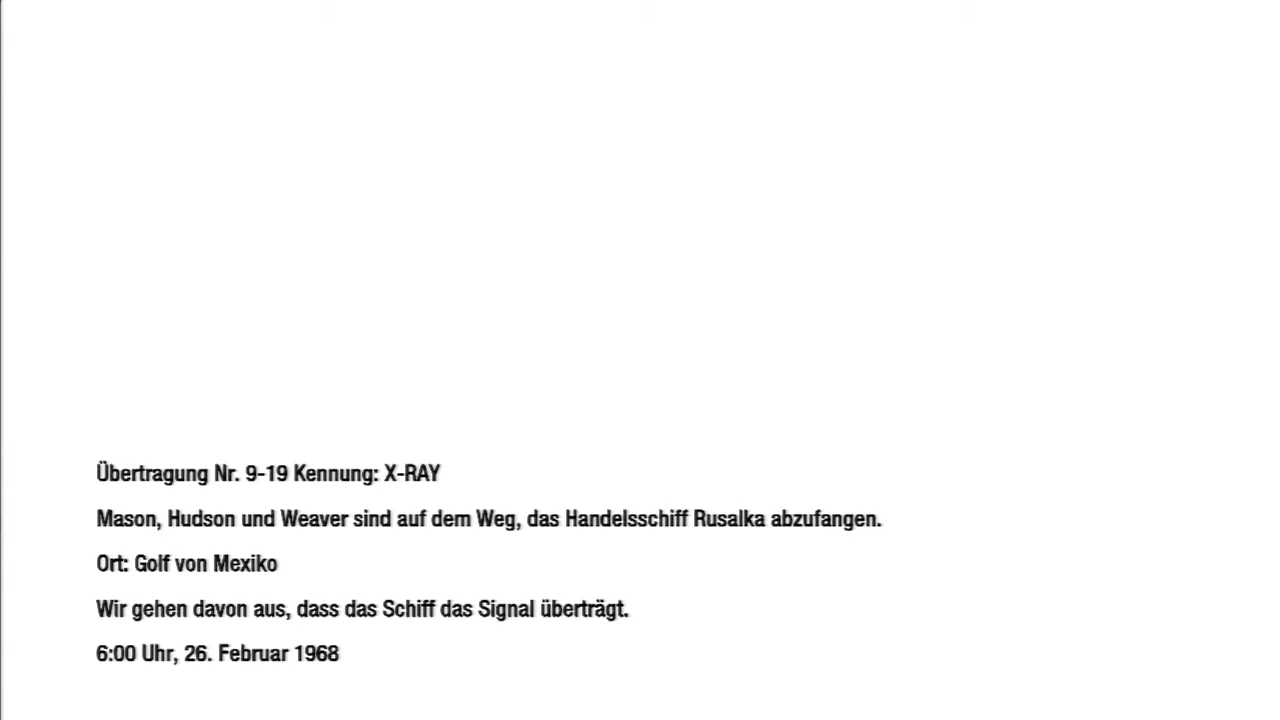 Übertragung Nr. 9-19 Kennung: X-RAY
Mason, Hudson und Weaver sind auf dem Weg, das Handelsschiff Rusalka abzufangen.
Ort: Golf von Mexiko
Wir gehen davon aus, dass das Schiff das Signal überträgt.
6:00 Uhr, 26. Februar 1968